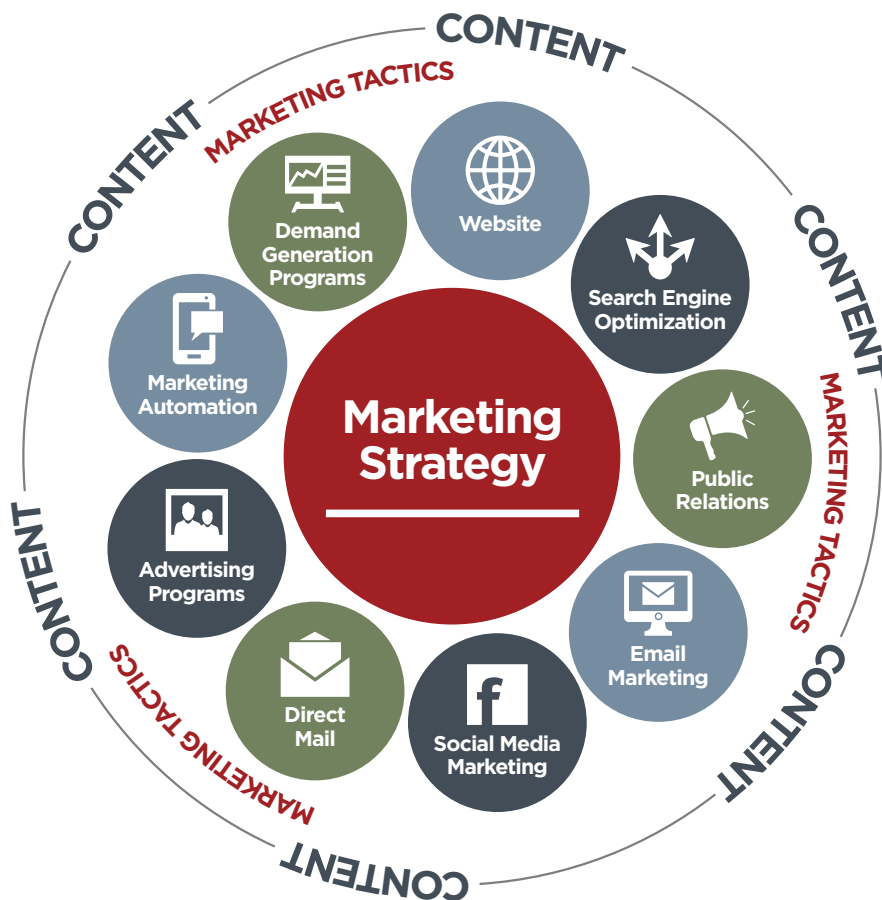 CONTENT
MARKETING TACTICS
CONTENT
CONTENT
Demand
Generation
Programs
Website
Search Engine
Optimization
Marketing
Automation
Marketing
Strategy
Public
Relations
MARKETING TACTICS
Advertising
Programs
Email
Marketing
Direct
Mail
f
Social Media
Marketing
CONTENT
MARKETING TACTICS
CONTENT
CONTENT